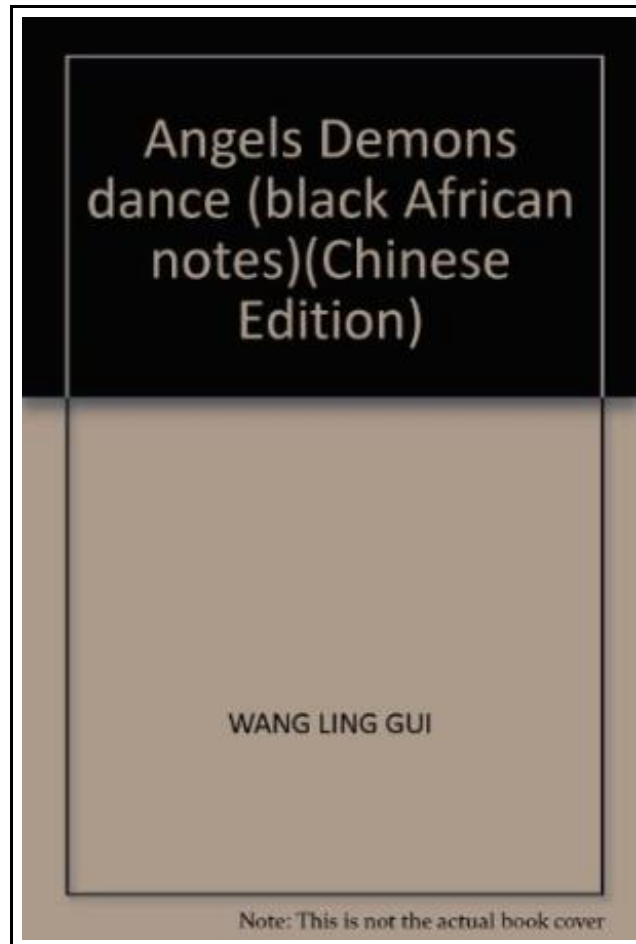 Angels Demons
dance (black African
notes)(Chinese
Edition)
WANG LING GUI
Note: This is not the actual book cover